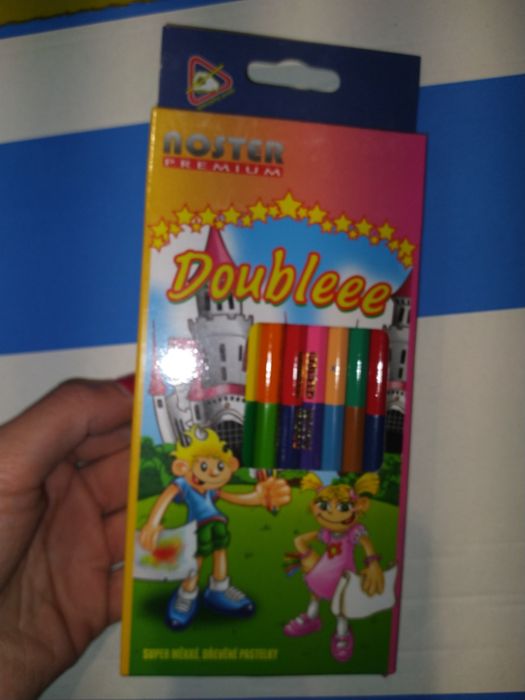 NOSTER
PREMIUM
Doubleee
SUPER MĚKKÉ, DŘEVĚNÉ PASTELKY